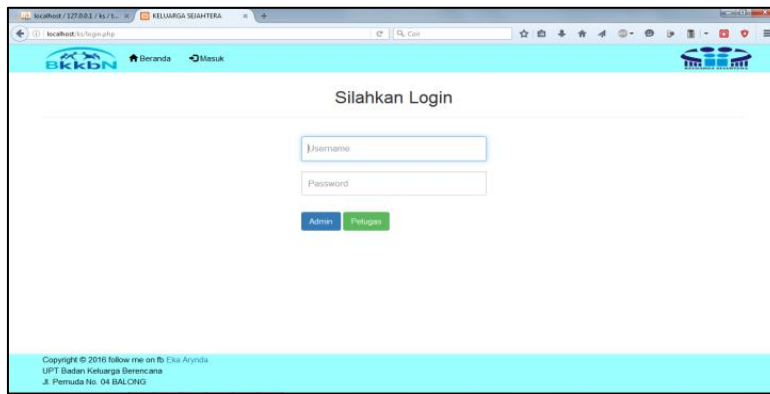 localhost / 127.0.0.1 / ks / t...
KELUARGA SEJAHTERA
localhost/ks/login.php
Cari
BKKbN
Beranda
Masuk
Silahkan Login
Username
Password
Admin
Petugas
Copyright © 2016 follow me on fb Eka Arynda
UPT Badan Keluarga Berencana
Jl. Pemuda No. 04 BALONG